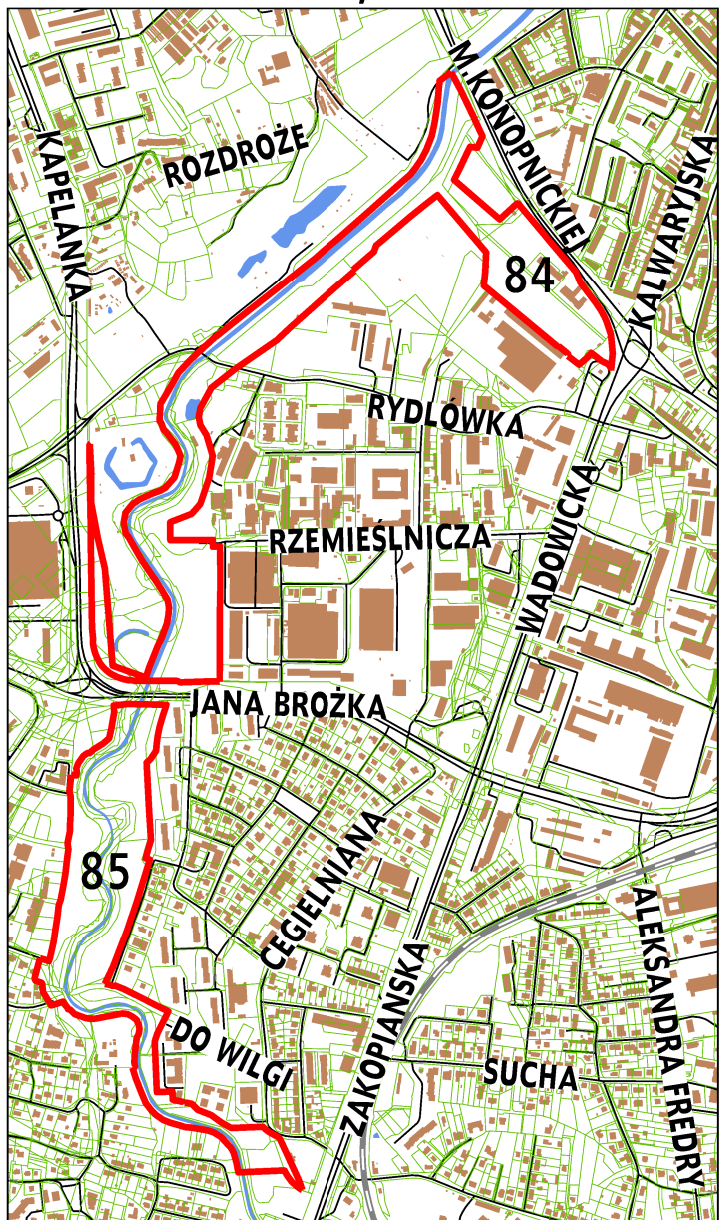 M.KONOPNICKIEJ
ROZDROŻE
KAPELANKA
KALWARYJSKA
84
RYDLÓWKA
WADOWICKA
RZEMIEŚLNICZA
JANA BROŻKA
CEGIELNIANA
85
ALEKSANDRA FREDRY
ZAKOPIAŃSKA
DO WILGI
SUCHA